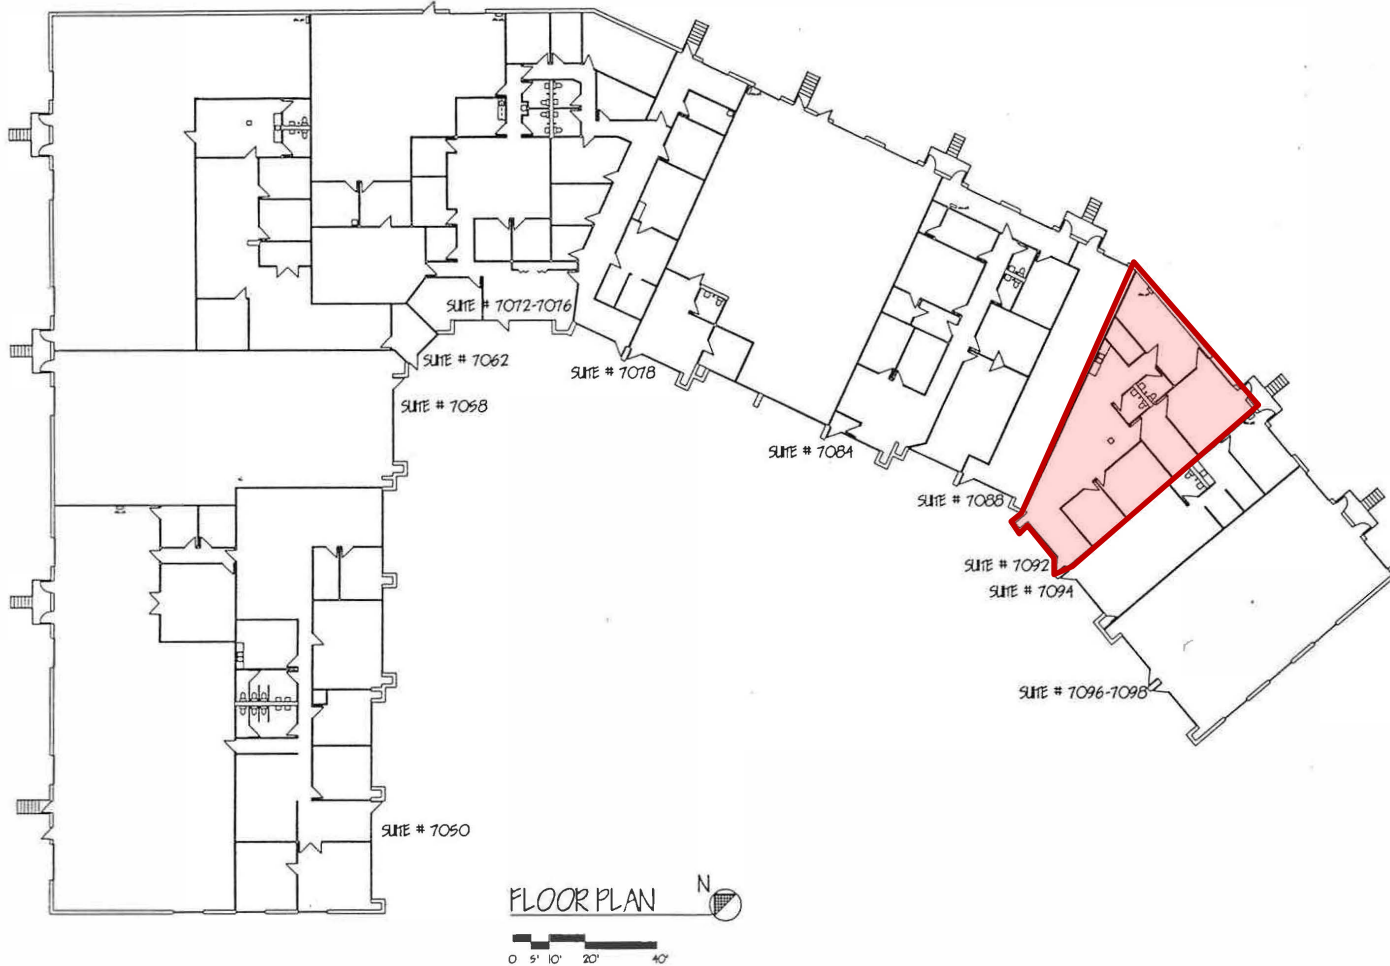 SUITE # 7072-7076
SUITE # 7062
SUITE # 7078
SUITE # 7058
SUITE # 7084
SUITE # 7088
SUITE # 7092
SUITE # 7094
SUITE # 7096-7098
SUITE # 7050
FLOOR PLAN
N
0 5' 10' 20' 40'